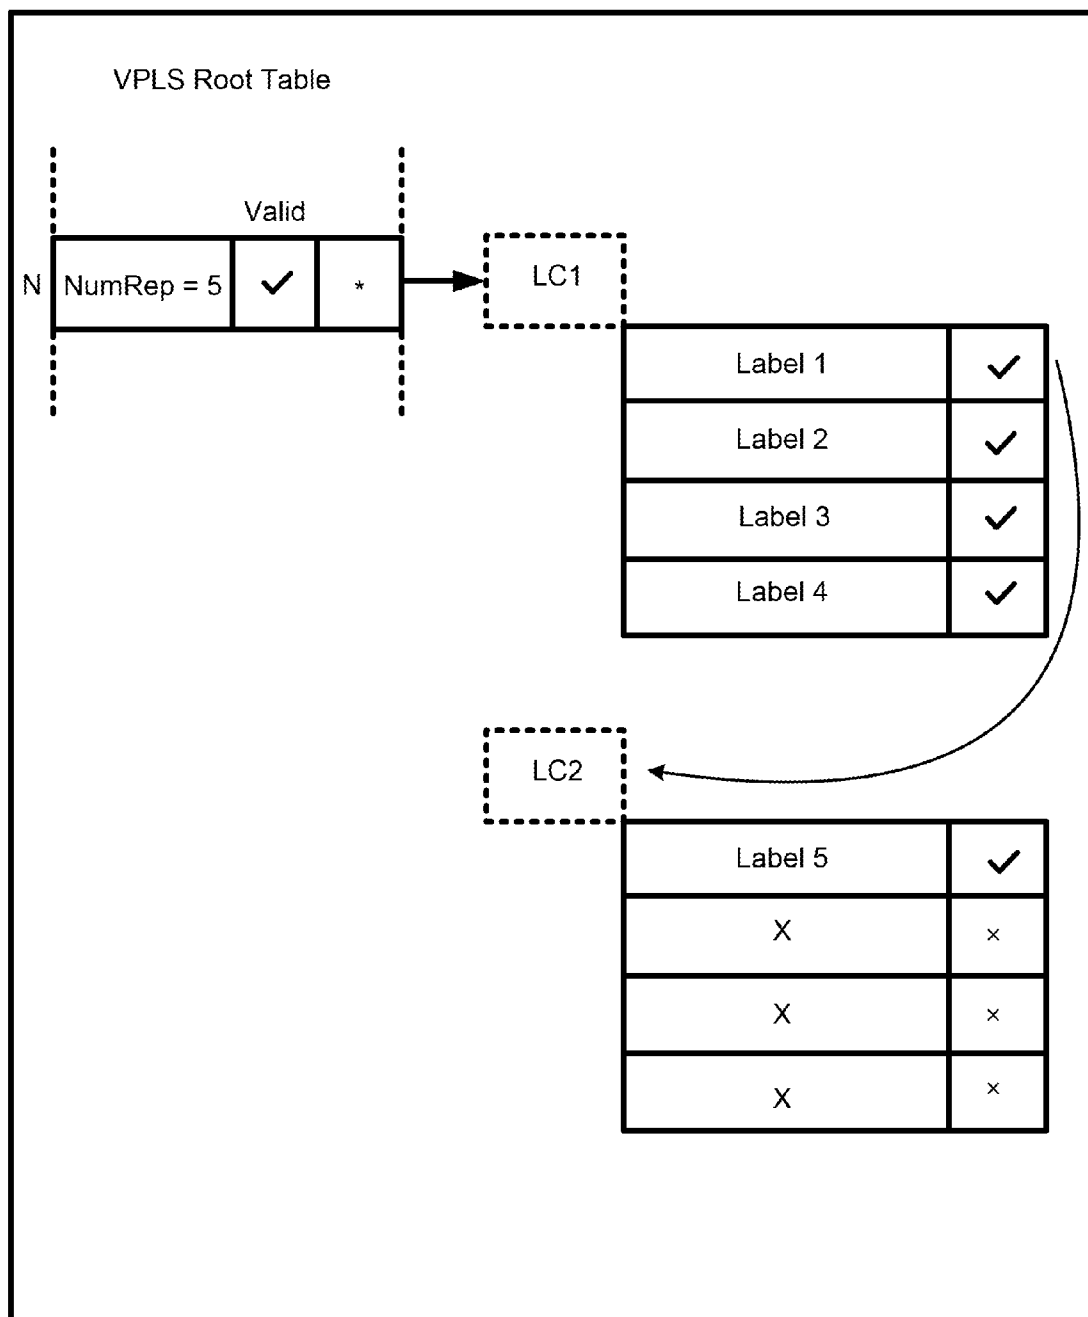 VPLS Root Table
Valid
N NumRep = 5 ✓ *
LC1
Label 1 ✓
Label 2 ✓
Label 3 ✓
Label 4 ✓
LC2
Label 5 ✓
X ×
X ×
X ×